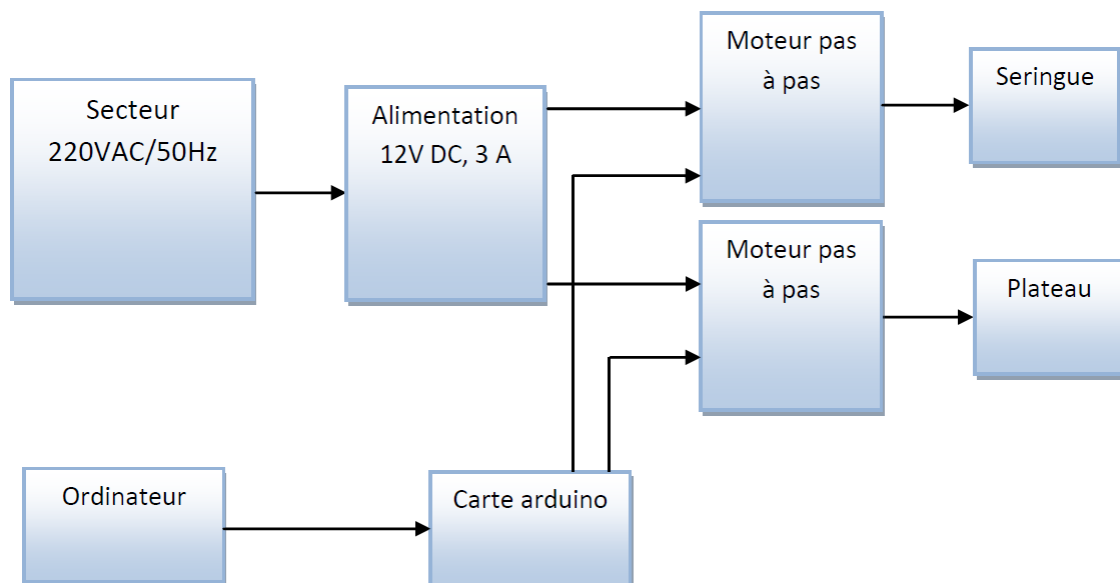 Secteur
220VAC/50Hz
Alimentation
12V DC, 3 A
Moteur pas
à pas
Seringue
Moteur pas
à pas
Plateau
Ordinateur
Carte arduino